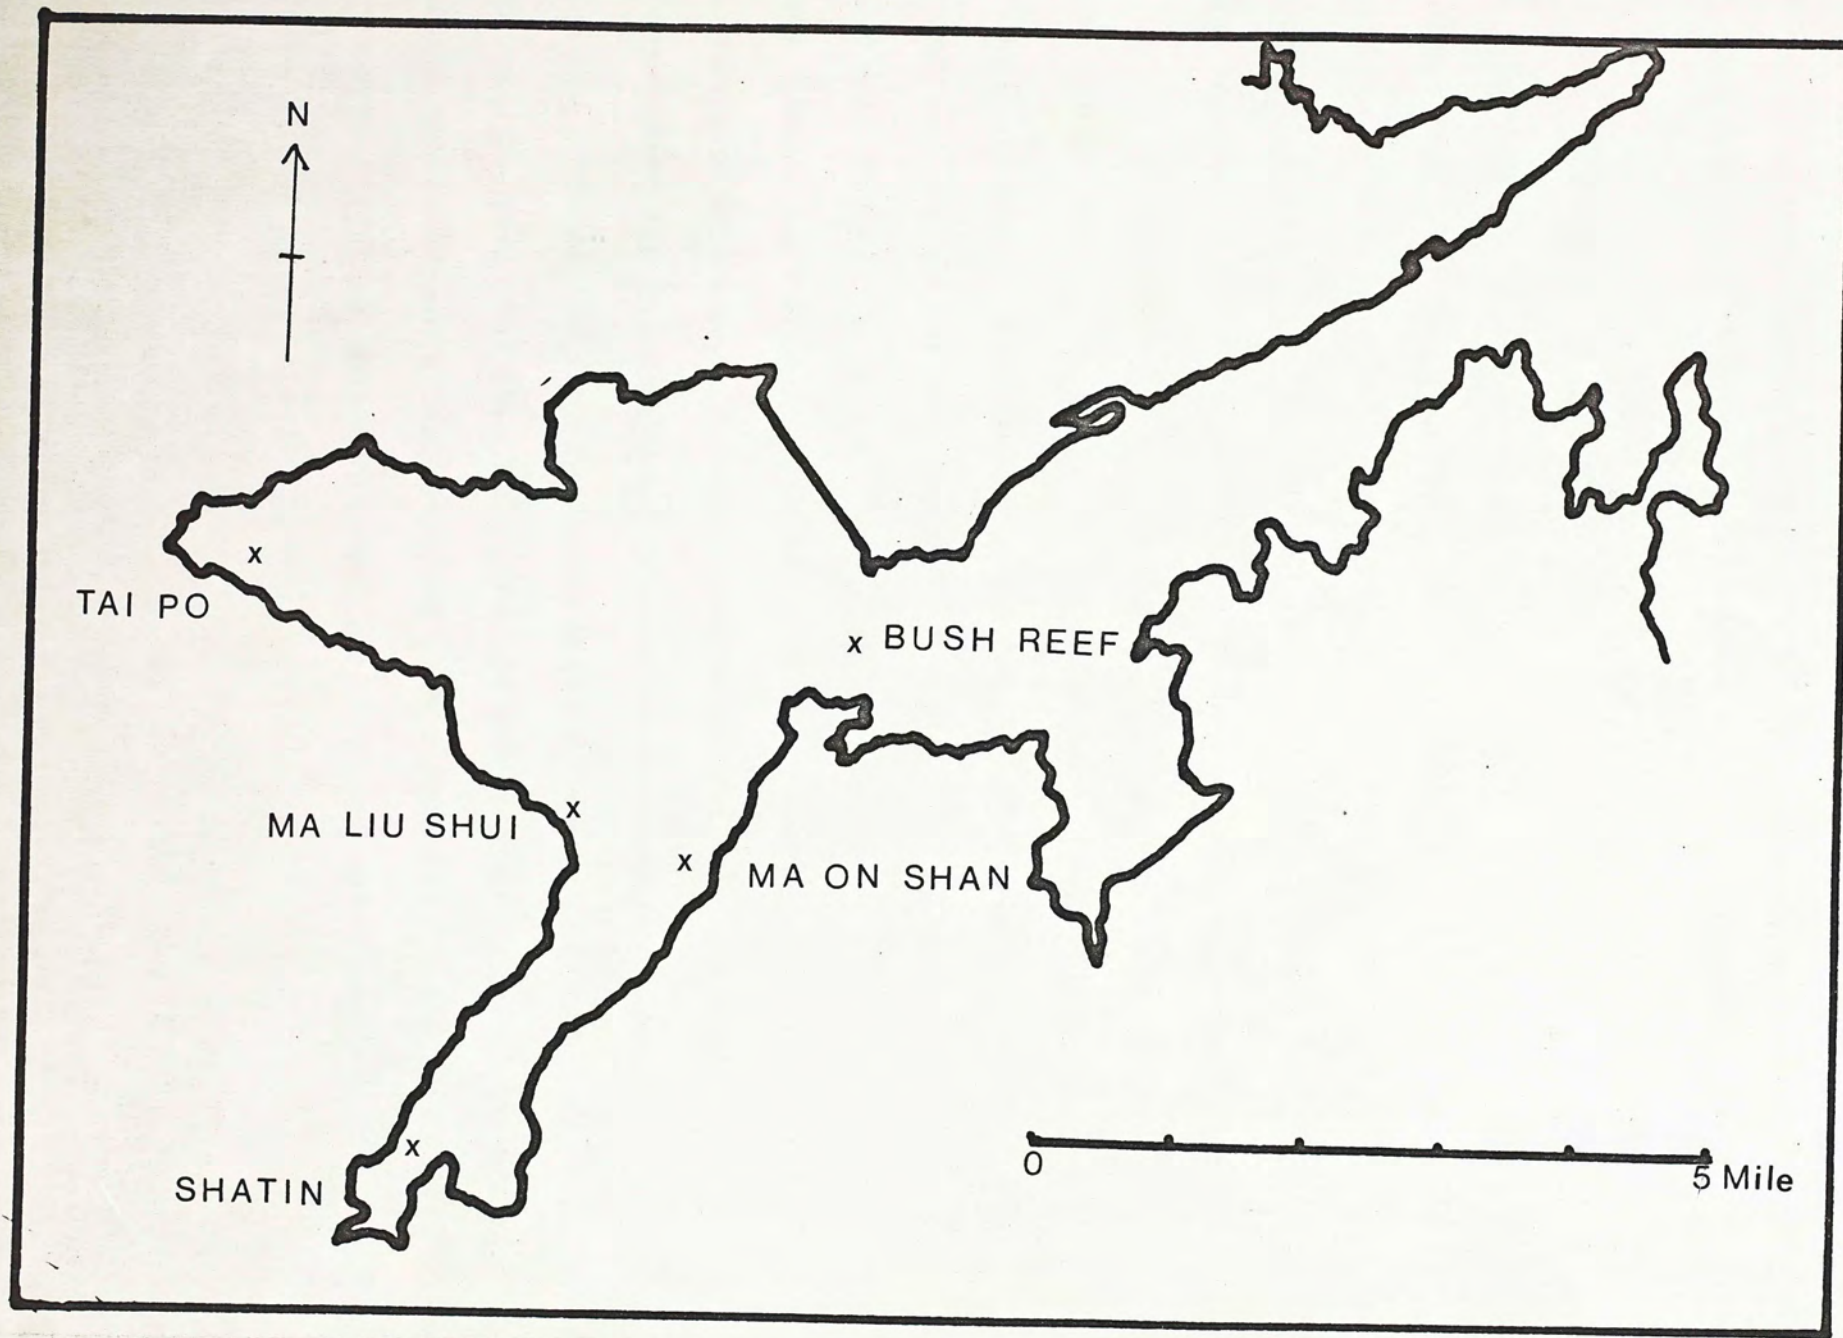 N
TAI PO
x
x BUSH REEF
MA LIU SHUI x
x MA ON SHAN
x
SHATIN
0
5 Mile